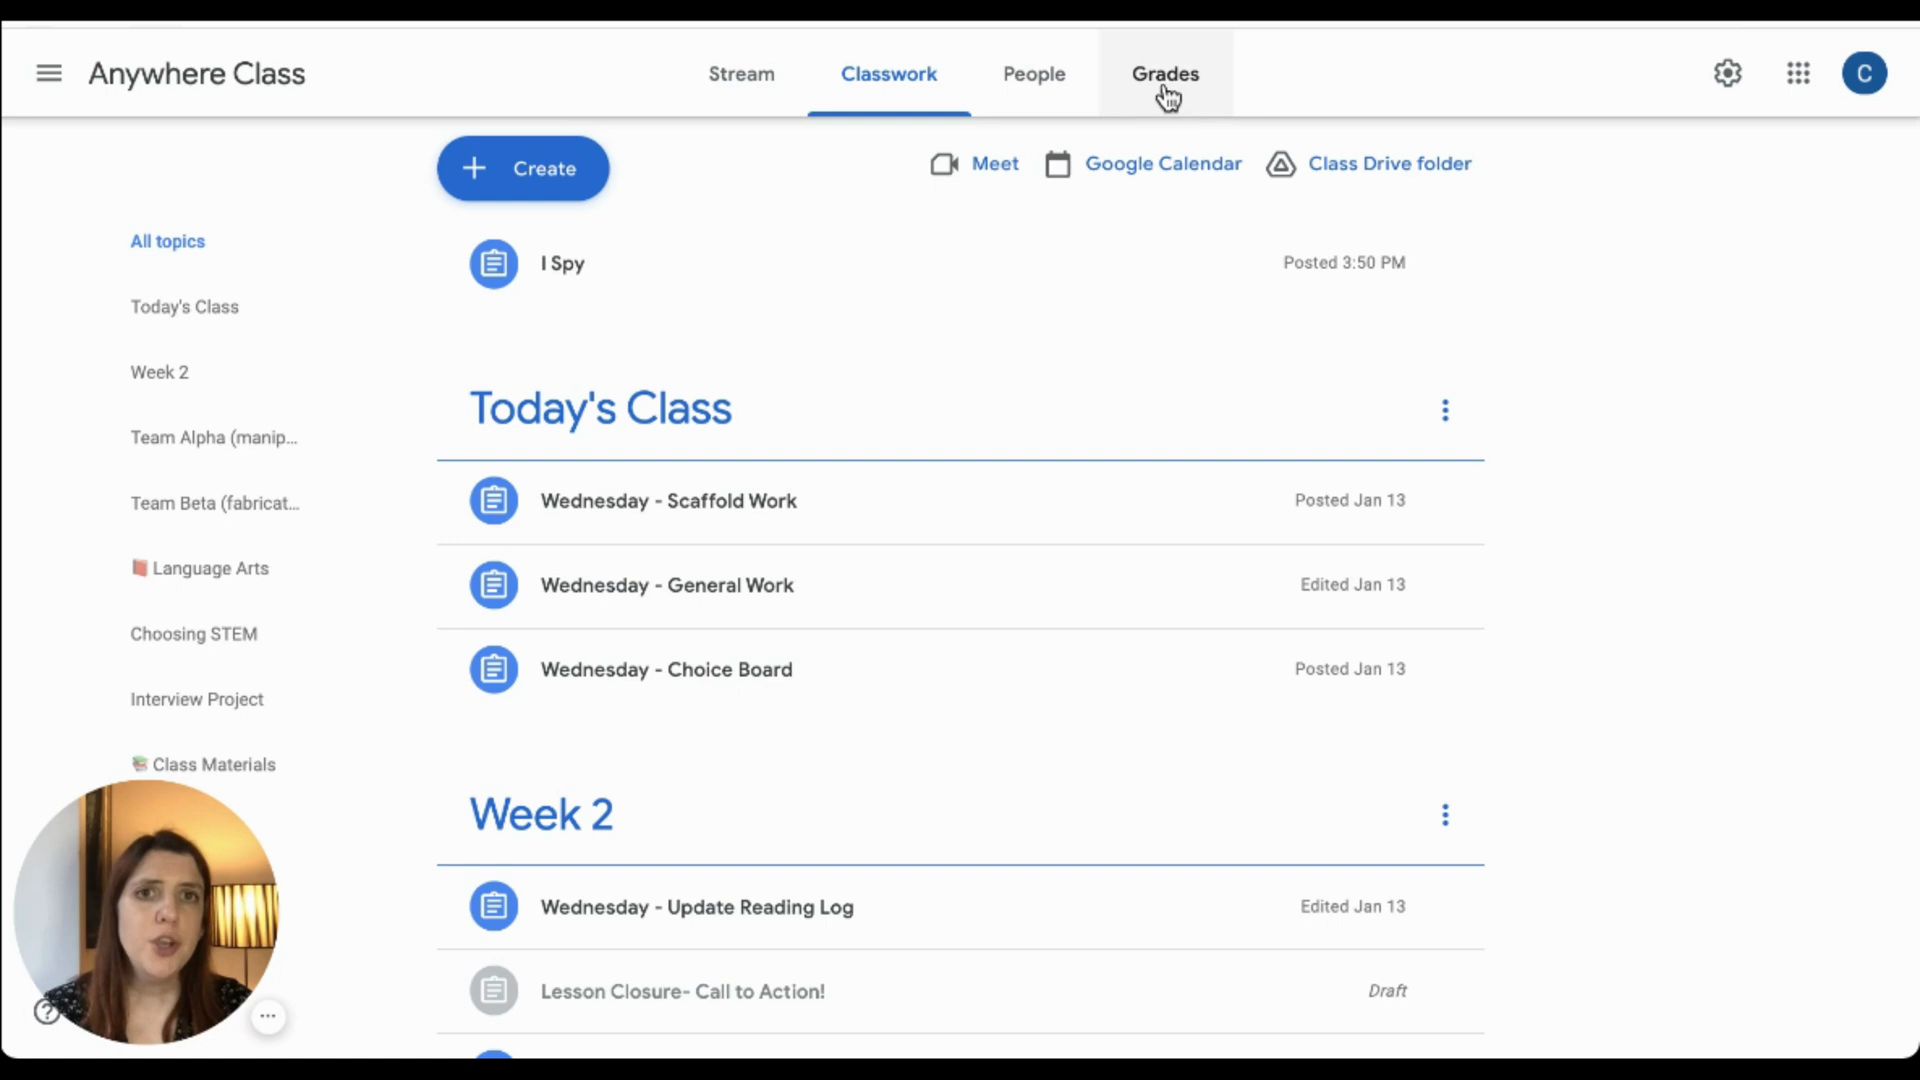 Anywhere Class
Stream
Classwork
People
Grades
C
Create
Meet
Google Calendar
Class Drive folder
All topics
Today's Class
Week 2
Team Alpha (manip...
Team Beta (fabricat...
Language Arts
Choosing STEM
Interview Project
Class Materials
I Spy
Posted 3:50 PM
Today's Class
Wednesday - Scaffold Work
Posted Jan 13
Wednesday - General Work
Edited Jan 13
Wednesday - Choice Board
Posted Jan 13
Week 2
Wednesday - Update Reading Log
Edited Jan 13
Lesson Closure- Call to Action!
Draft